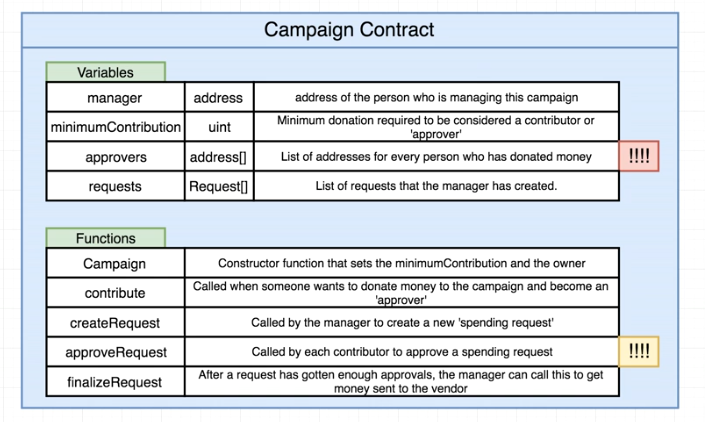 Campaign Contract
Variables
manager address address of the person who is managing this campaign
minimumContribution uint Minimum donation required to be considered a contributor or
'approver'
approvers address[] List of addresses for every person who has donated money !!!!
requests Request[] List of requests that the manager has created.
Functions
Campaign Constructor function that sets the minimumContribution and the owner
contribute Called when someone wants to donate money to the campaign and become an
'approver'
createRequest Called by the manager to create a new 'spending request'
approveRequest Called by each contributor to approve a spending request !!!!
finalizeRequest After a request has gotten enough approvals, the manager can call this to get
money sent to the vendor